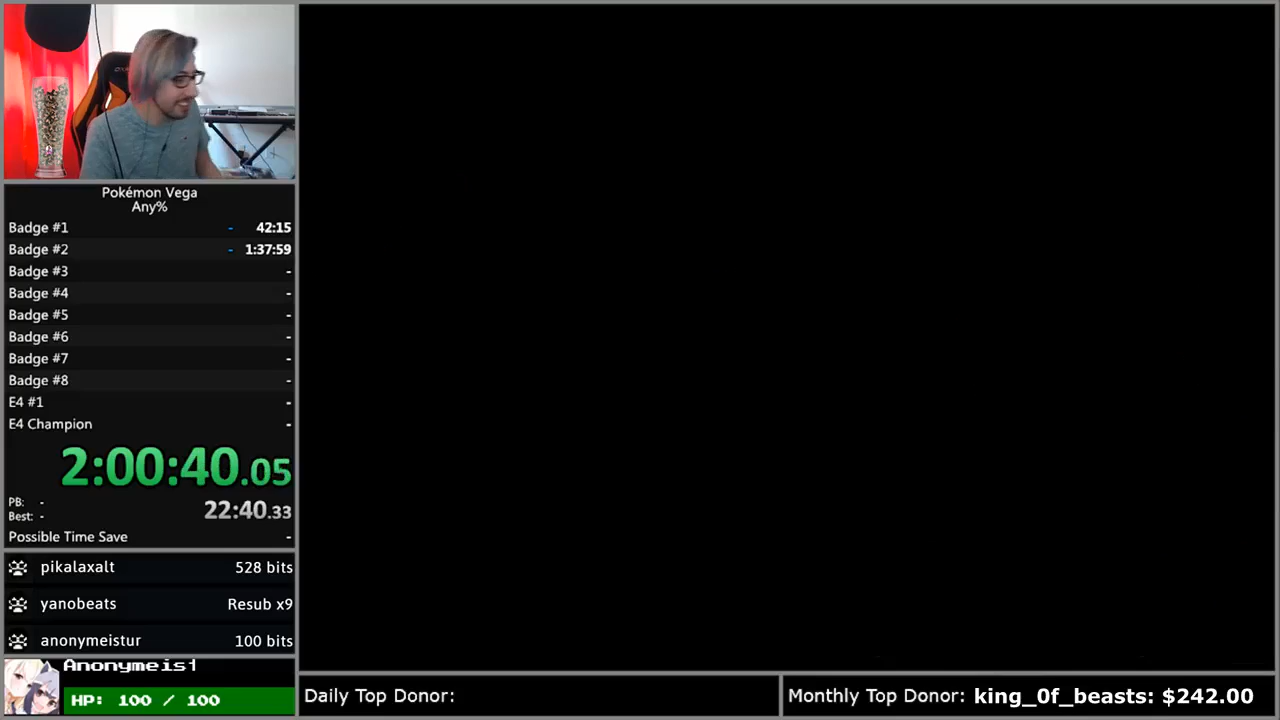 Pokémon Vega
Any%
Badge #1 - 42:15
Badge #2 - 1:37:59
Badge #3 -
Badge #4 -
Badge #5 -
Badge #6 -
Badge #7 -
Badge #8 -
E4 #1 -
E4 Champion -
2:00:40.05
PB: -
Best: -
22:40.33
Possible Time Save -
pikalaxalt 528 bits
yanobeats Resub x9
anonymeistur 100 bits
Anonymeist
HP: 100 / 100
Daily Top Donor:
Monthly Top Donor: king_0f_beasts: $242.00